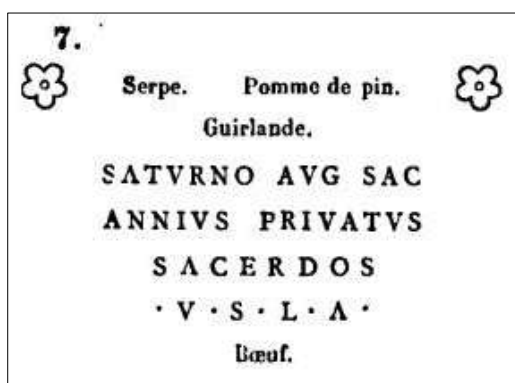 7.
Serpe. Pomme de pin.
Guirlande.
SATVRNO AVG SAC
ANNIVS PRIVATVS
SACERDOS
· V · S · L · A ·
Bœuf.